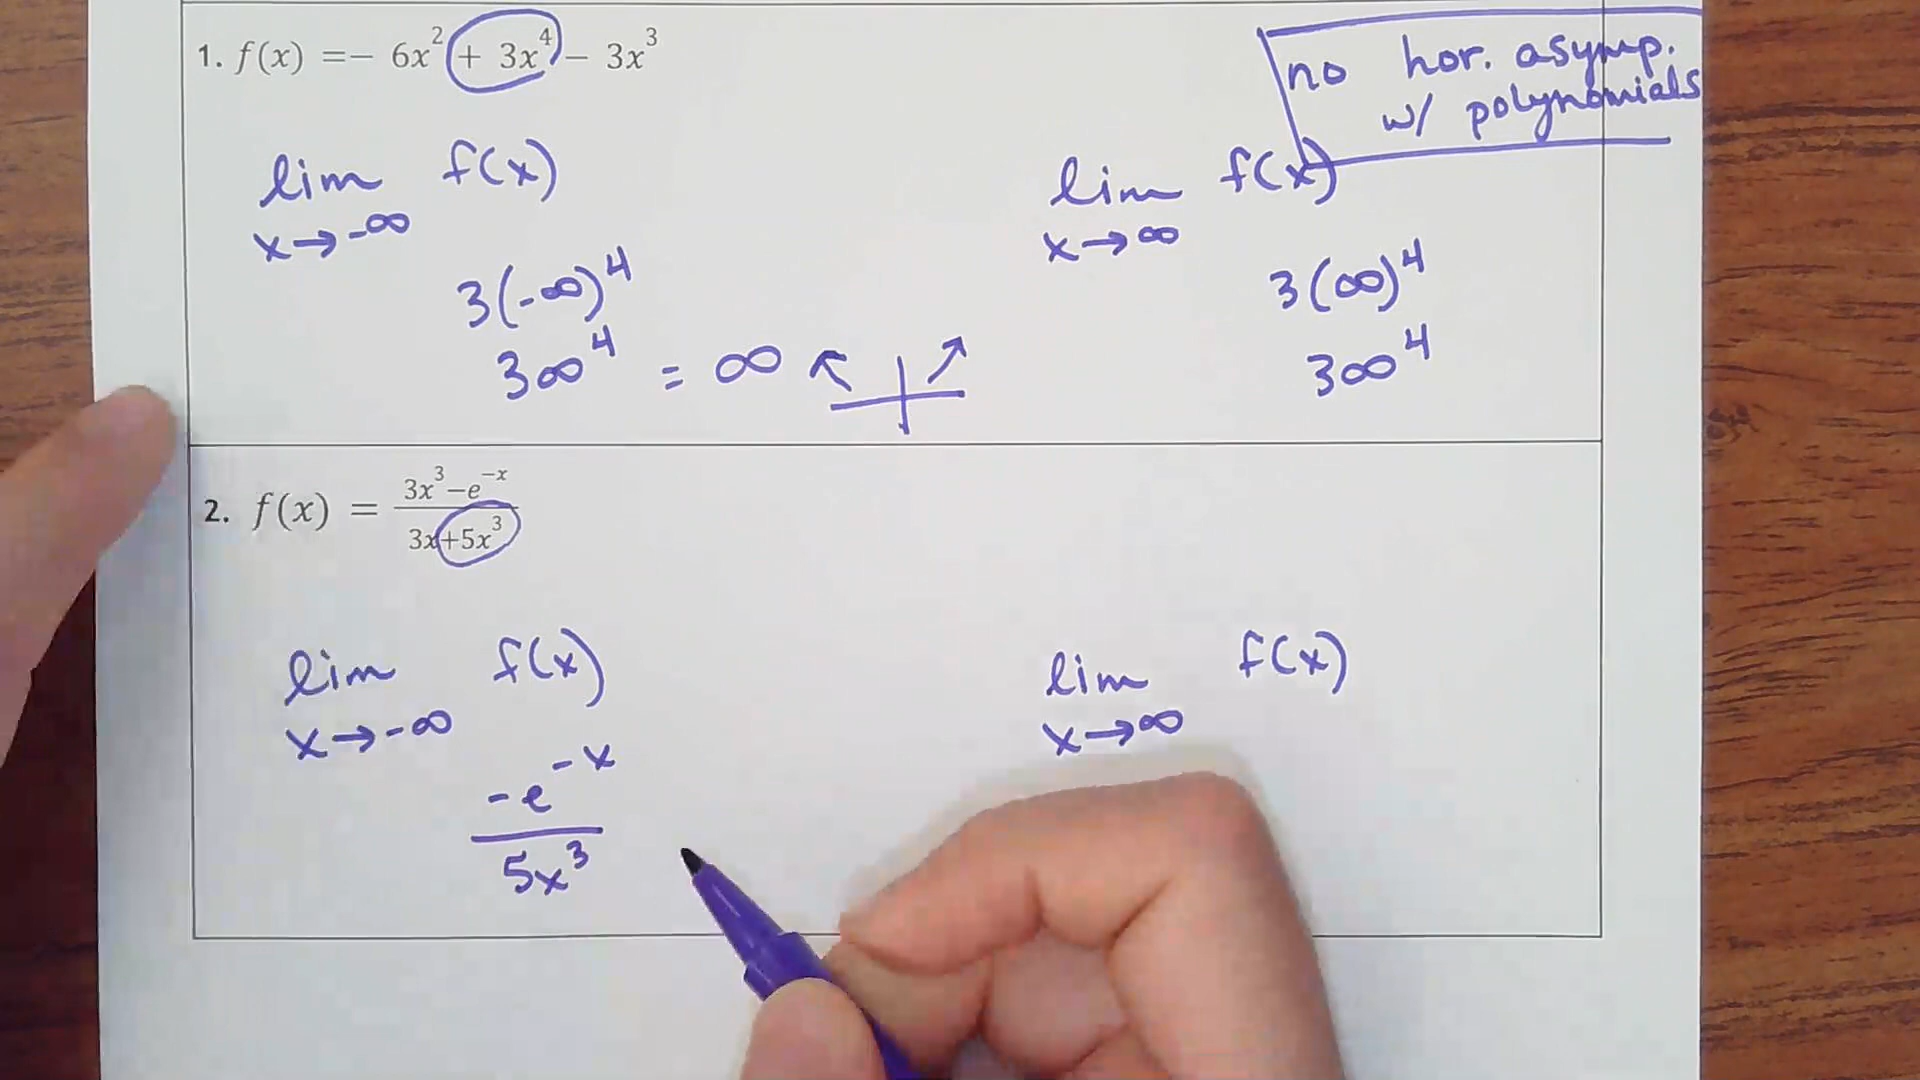 1. f(x) = − 6x² + 3x⁴ − 3x³
no hor. asymp.
w/ polynomials
lim f(x)
x→-∞
3(-∞)⁴
3∞⁴ = ∞
lim f(x)
x→∞
3(∞)⁴
3∞⁴
2. f(x) = 3x³−e⁻ˣ
3x+5x³
lim f(x)
x→-∞
-e⁻ˣ
5x³
lim f(x)
x→∞